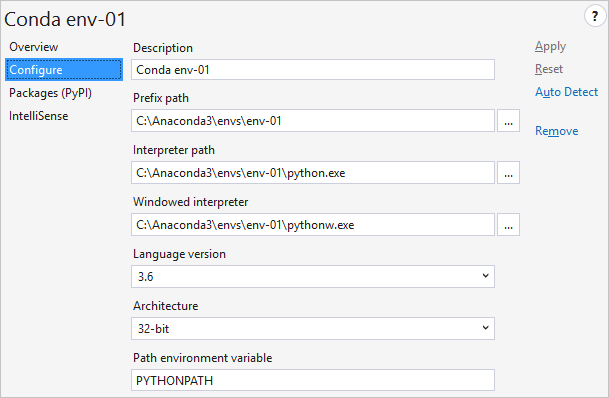 Conda env-01
?
Overview
Configure
Packages (PyPI)
IntelliSense
Description
Conda env-01
Prefix path
C:\Anaconda3\envs\env-01
...
Interpreter path
C:\Anaconda3\envs\env-01\python.exe
...
Windowed interpreter
C:\Anaconda3\envs\env-01\pythonw.exe
...
Language version
3.6
Architecture
32-bit
Path environment variable
PYTHONPATH
Apply
Reset
Auto Detect
Remove